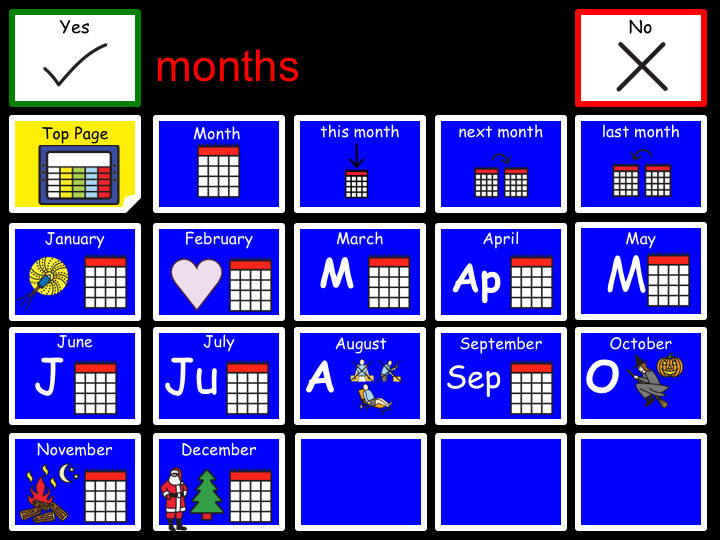 Yes
months
No
Top Page
Month
this month
next month
last month
January
February
March
M
April
Ap
May
M
June
J
July
Ju
August
A
September
Sep
October
O
November
December